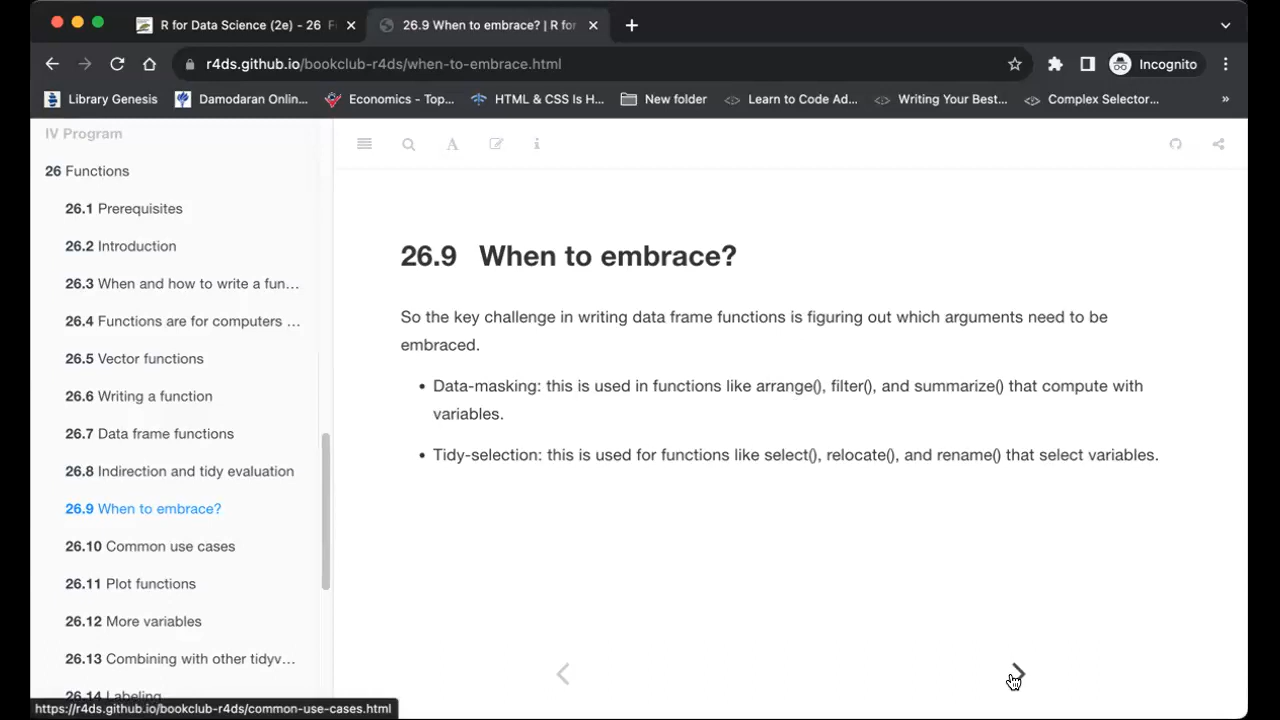 R for Data Science (2e) - 26 F
26.9 When to embrace? | R for
r4ds.github.io/bookclub-r4ds/when-to-embrace.html
Incognito
Library Genesis
Damodaran Onlin...
Economics - Top...
HTML & CSS Is H...
New folder
Learn to Code Ad...
Writing Your Best...
Complex Selector...
»
IV Program
26 Functions
26.1 Prerequisites
26.2 Introduction
26.3 When and how to write a fun...
26.4 Functions are for computers ...
26.5 Vector functions
26.6 Writing a function
26.7 Data frame functions
26.8 Indirection and tidy evaluation
26.9 When to embrace?
26.10 Common use cases
26.11 Plot functions
26.12 More variables
26.13 Combining with other tidyv...
26.14 Labeling
https://r4ds.github.io/bookclub-r4ds/common-use-cases.html
26.9 When to embrace?
So the key challenge in writing data frame functions is figuring out which arguments need to be
embraced.
• Data-masking: this is used in functions like arrange(), filter(), and summarize() that compute with
variables.
• Tidy-selection: this is used for functions like select(), relocate(), and rename() that select variables.